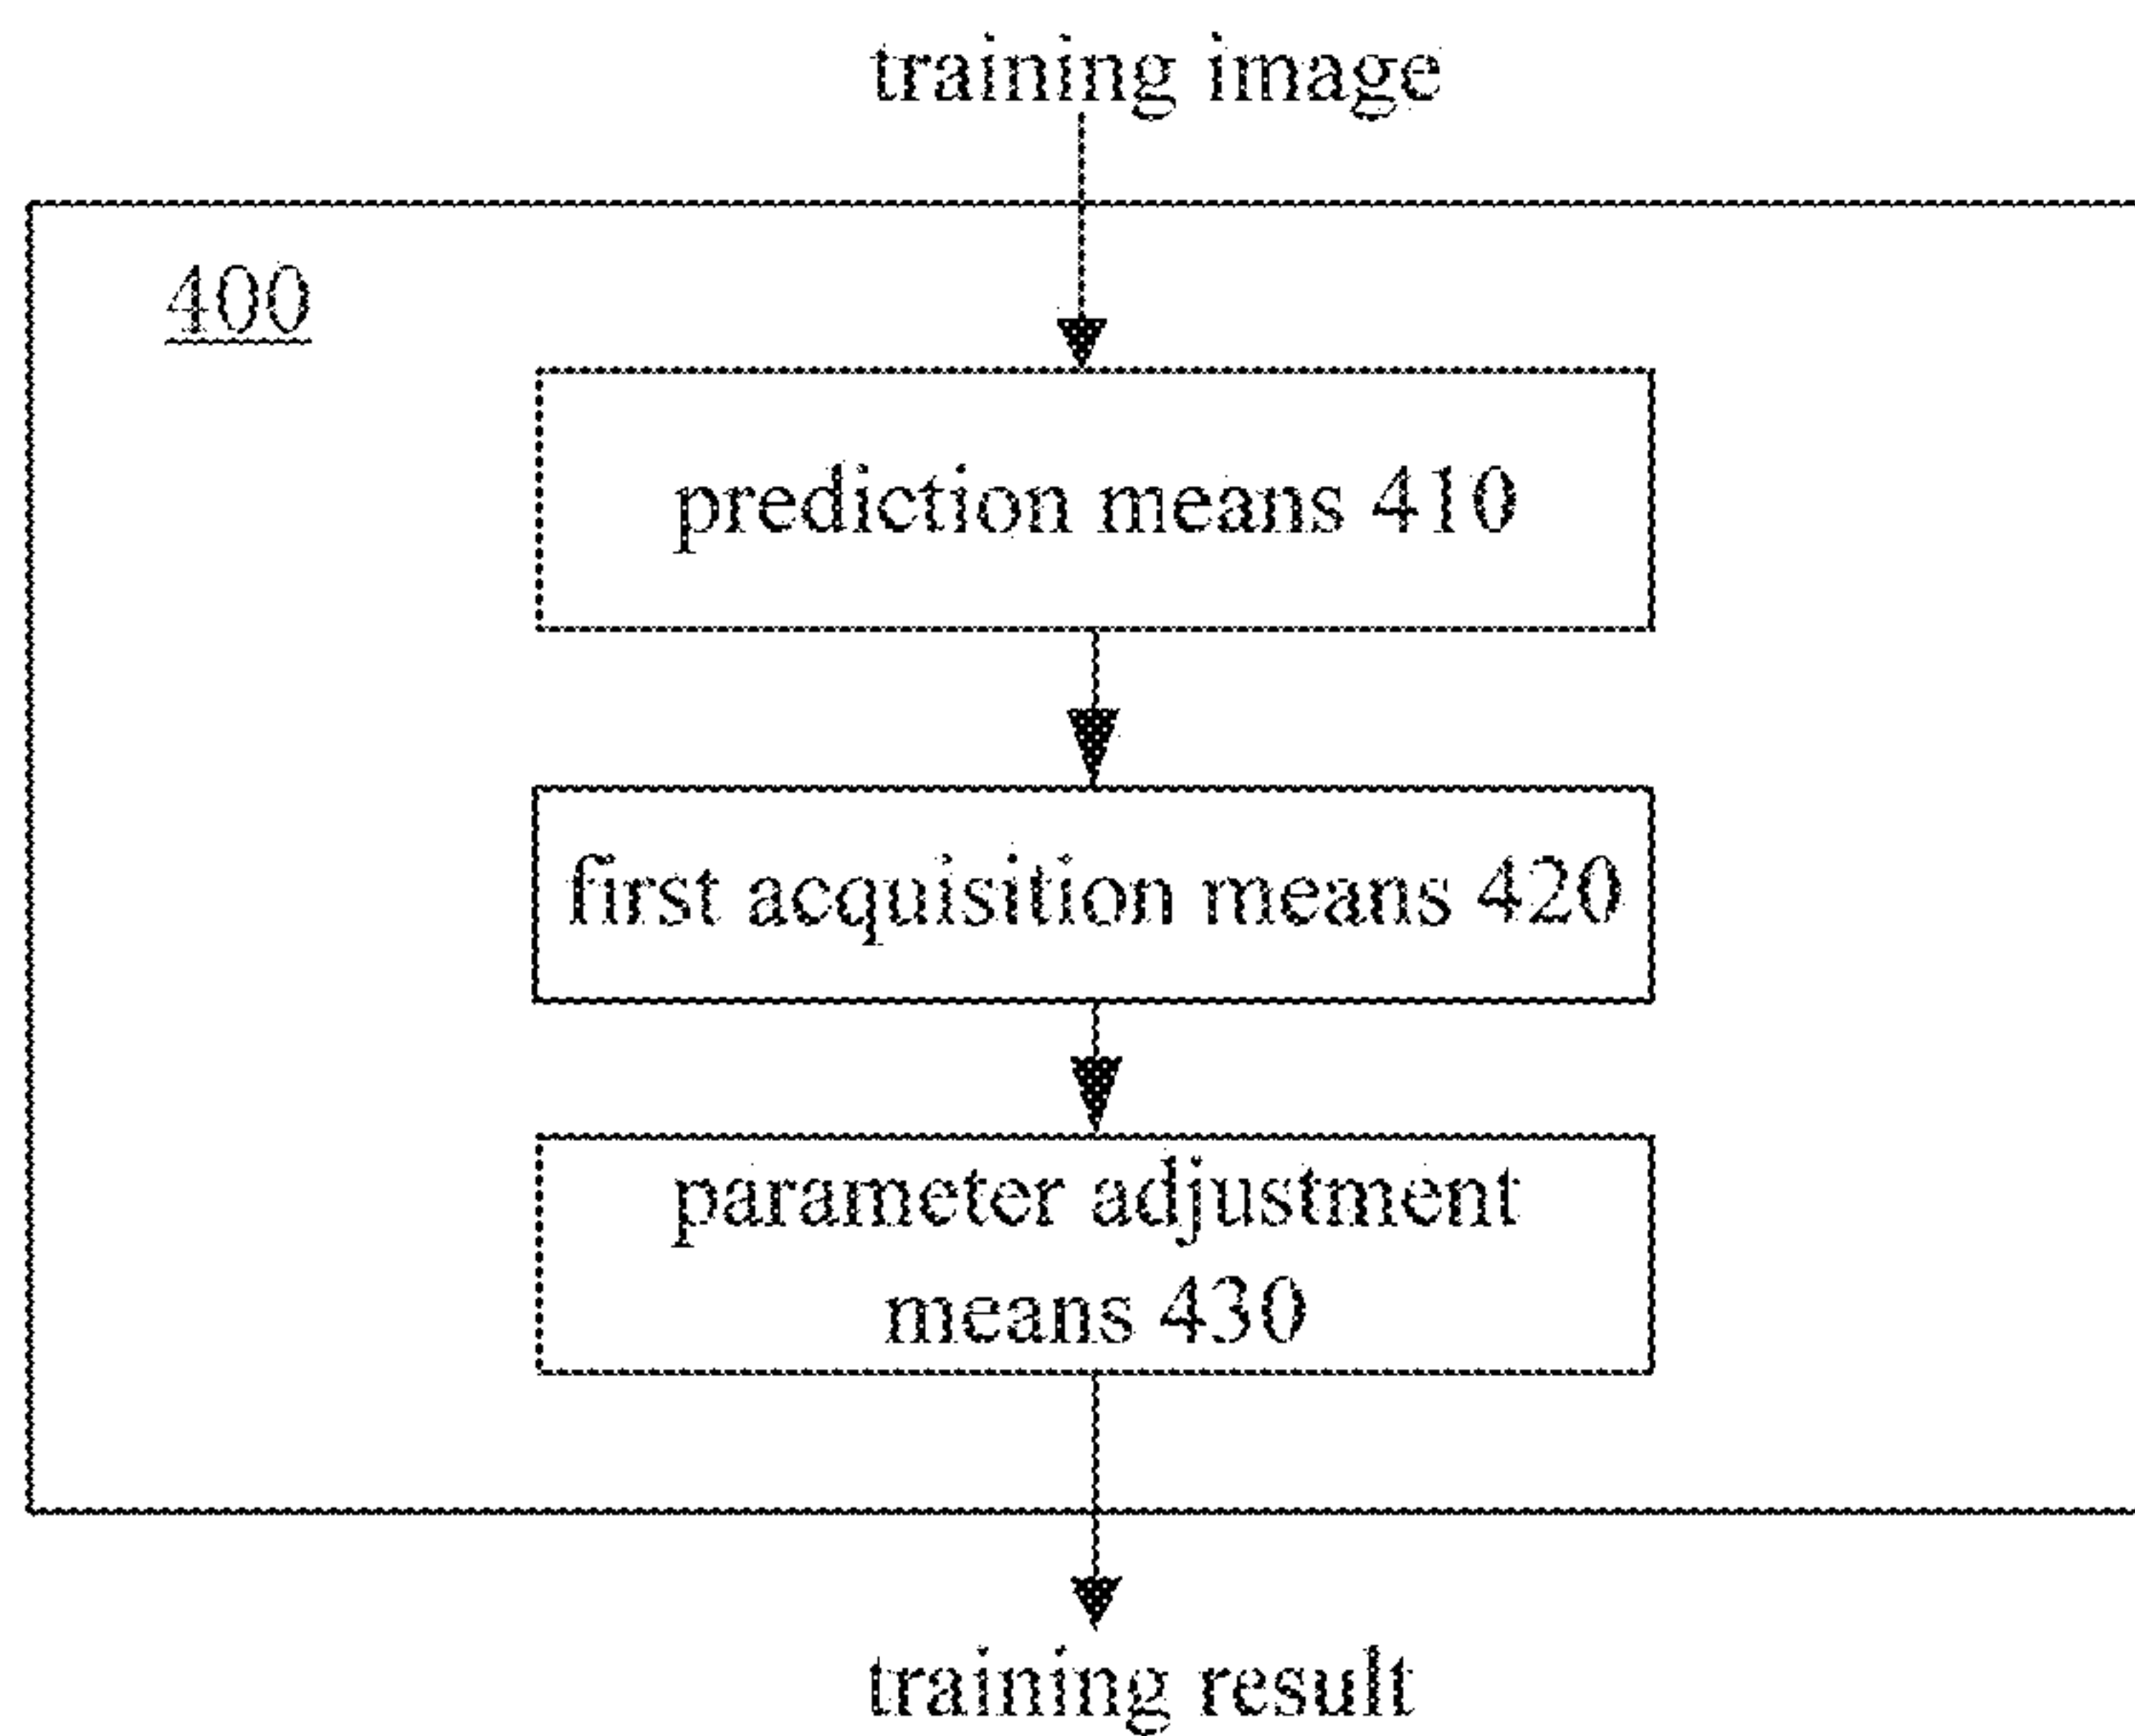 training image
400
prediction means 410
first acquisition means 420
parameter adjustment
means 430
training result